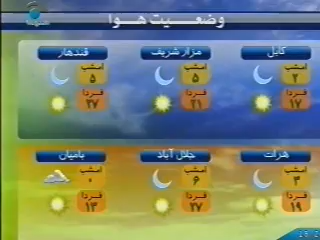 وضعیت هوا
کابل
امشب
۲
فردا
۱۷
مزار شریف
امشب
۵
فردا
۲۱
قندهار
امشب
۵
فردا
۲۷
هرات
امشب
۳
فردا
۱۹
جلال آباد
امشب
۶
فردا
۲۷
بامیان
امشب
۰
فردا
۱۳